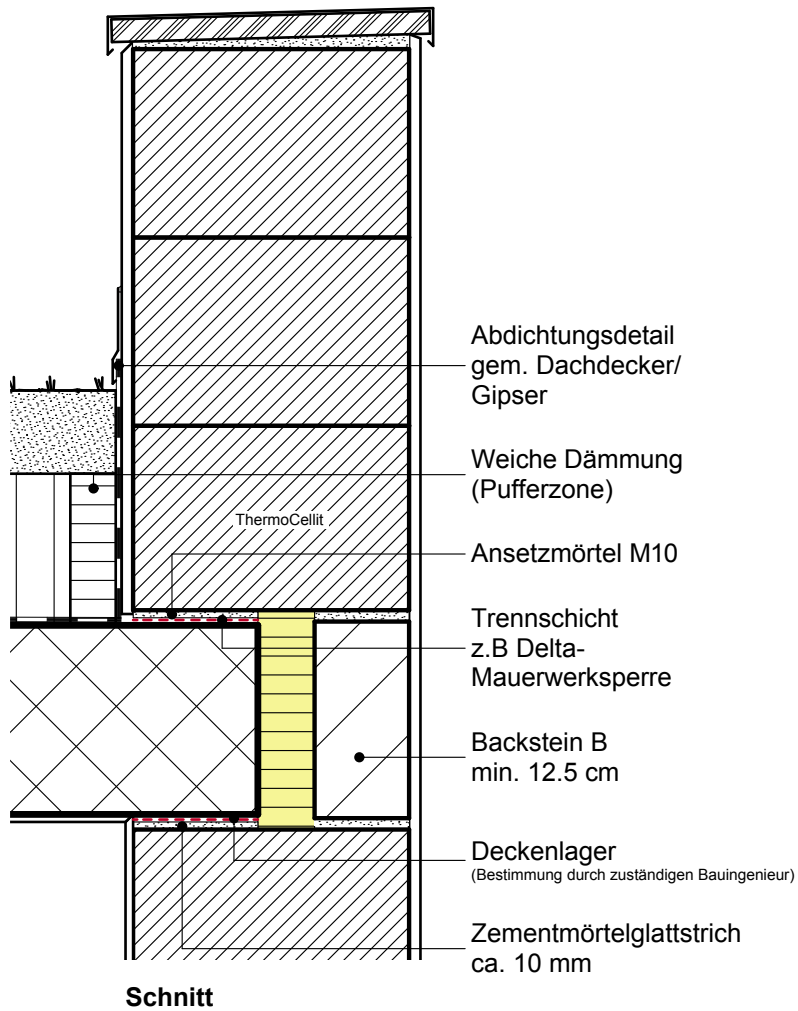 Abdichtungsdetail
gem. Dachdecker/
Gipser
Weiche Dämmung
(Pufferzone)
ThermoCellit
Ansetzmörtel M10
Trennschicht
z.B Delta-
Mauerwerksperre
Backstein B
min. 12.5 cm
Deckenlager
(Bestimmung durch zuständigen Bauingenieur)
Zementmörtelglattstrich
ca. 10 mm
Schnitt